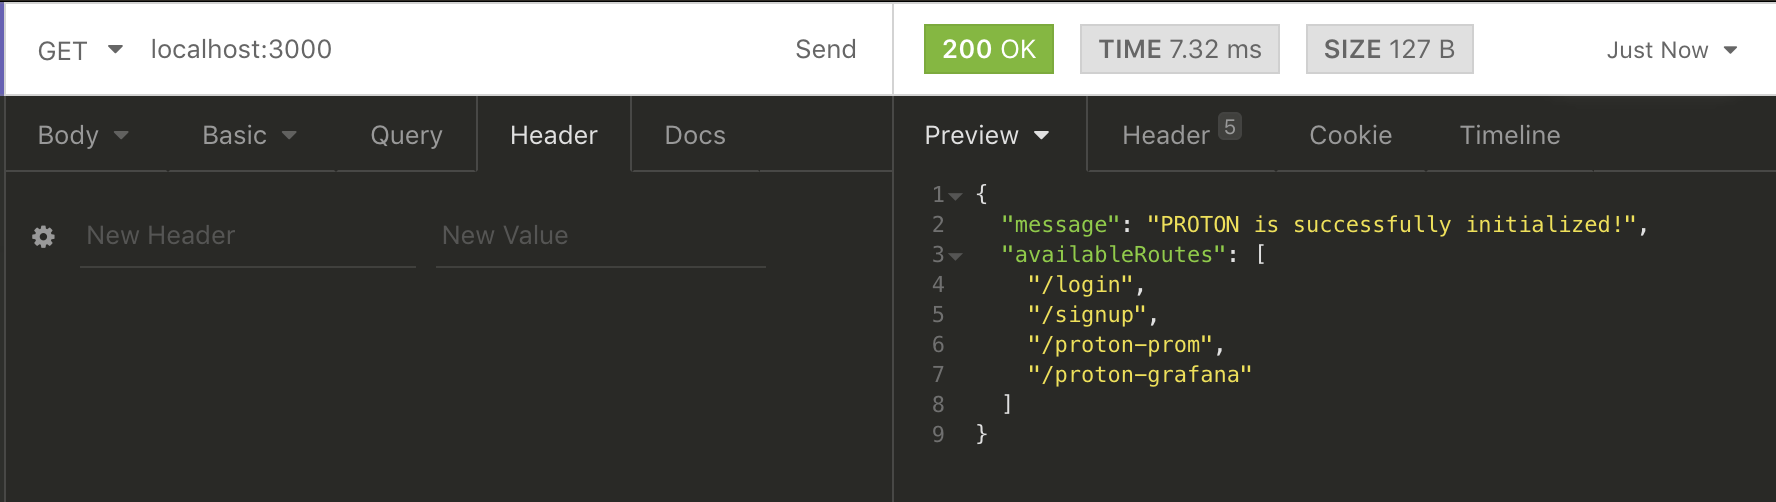 GET localhost:3000 Send 200 OK TIME 7.32 ms SIZE 127 B Just Now
Body Basic Query Header Docs Preview Header 5 Cookie Timeline
New Header New Value
1 {
2 "message": "PROTON is successfully initialized!",
3 "availableRoutes": [
4 "/login",
5 "/signup",
6 "/proton-prom",
7 "/proton-grafana"
8 ]
9 }